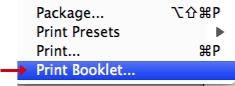 Package... ⌥⇧⌘P
Print Presets ▶
Print... ⌘P
Print Booklet...